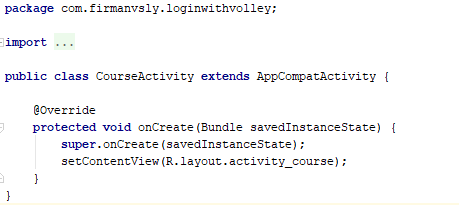 package com.firmanvsly.loginwithvolley;
import ...
public class CourseActivity extends AppCompatActivity {
@Override
protected void onCreate(Bundle savedInstanceState) {
super.onCreate(savedInstanceState);
setContentView(R.layout.activity_course);
}
}